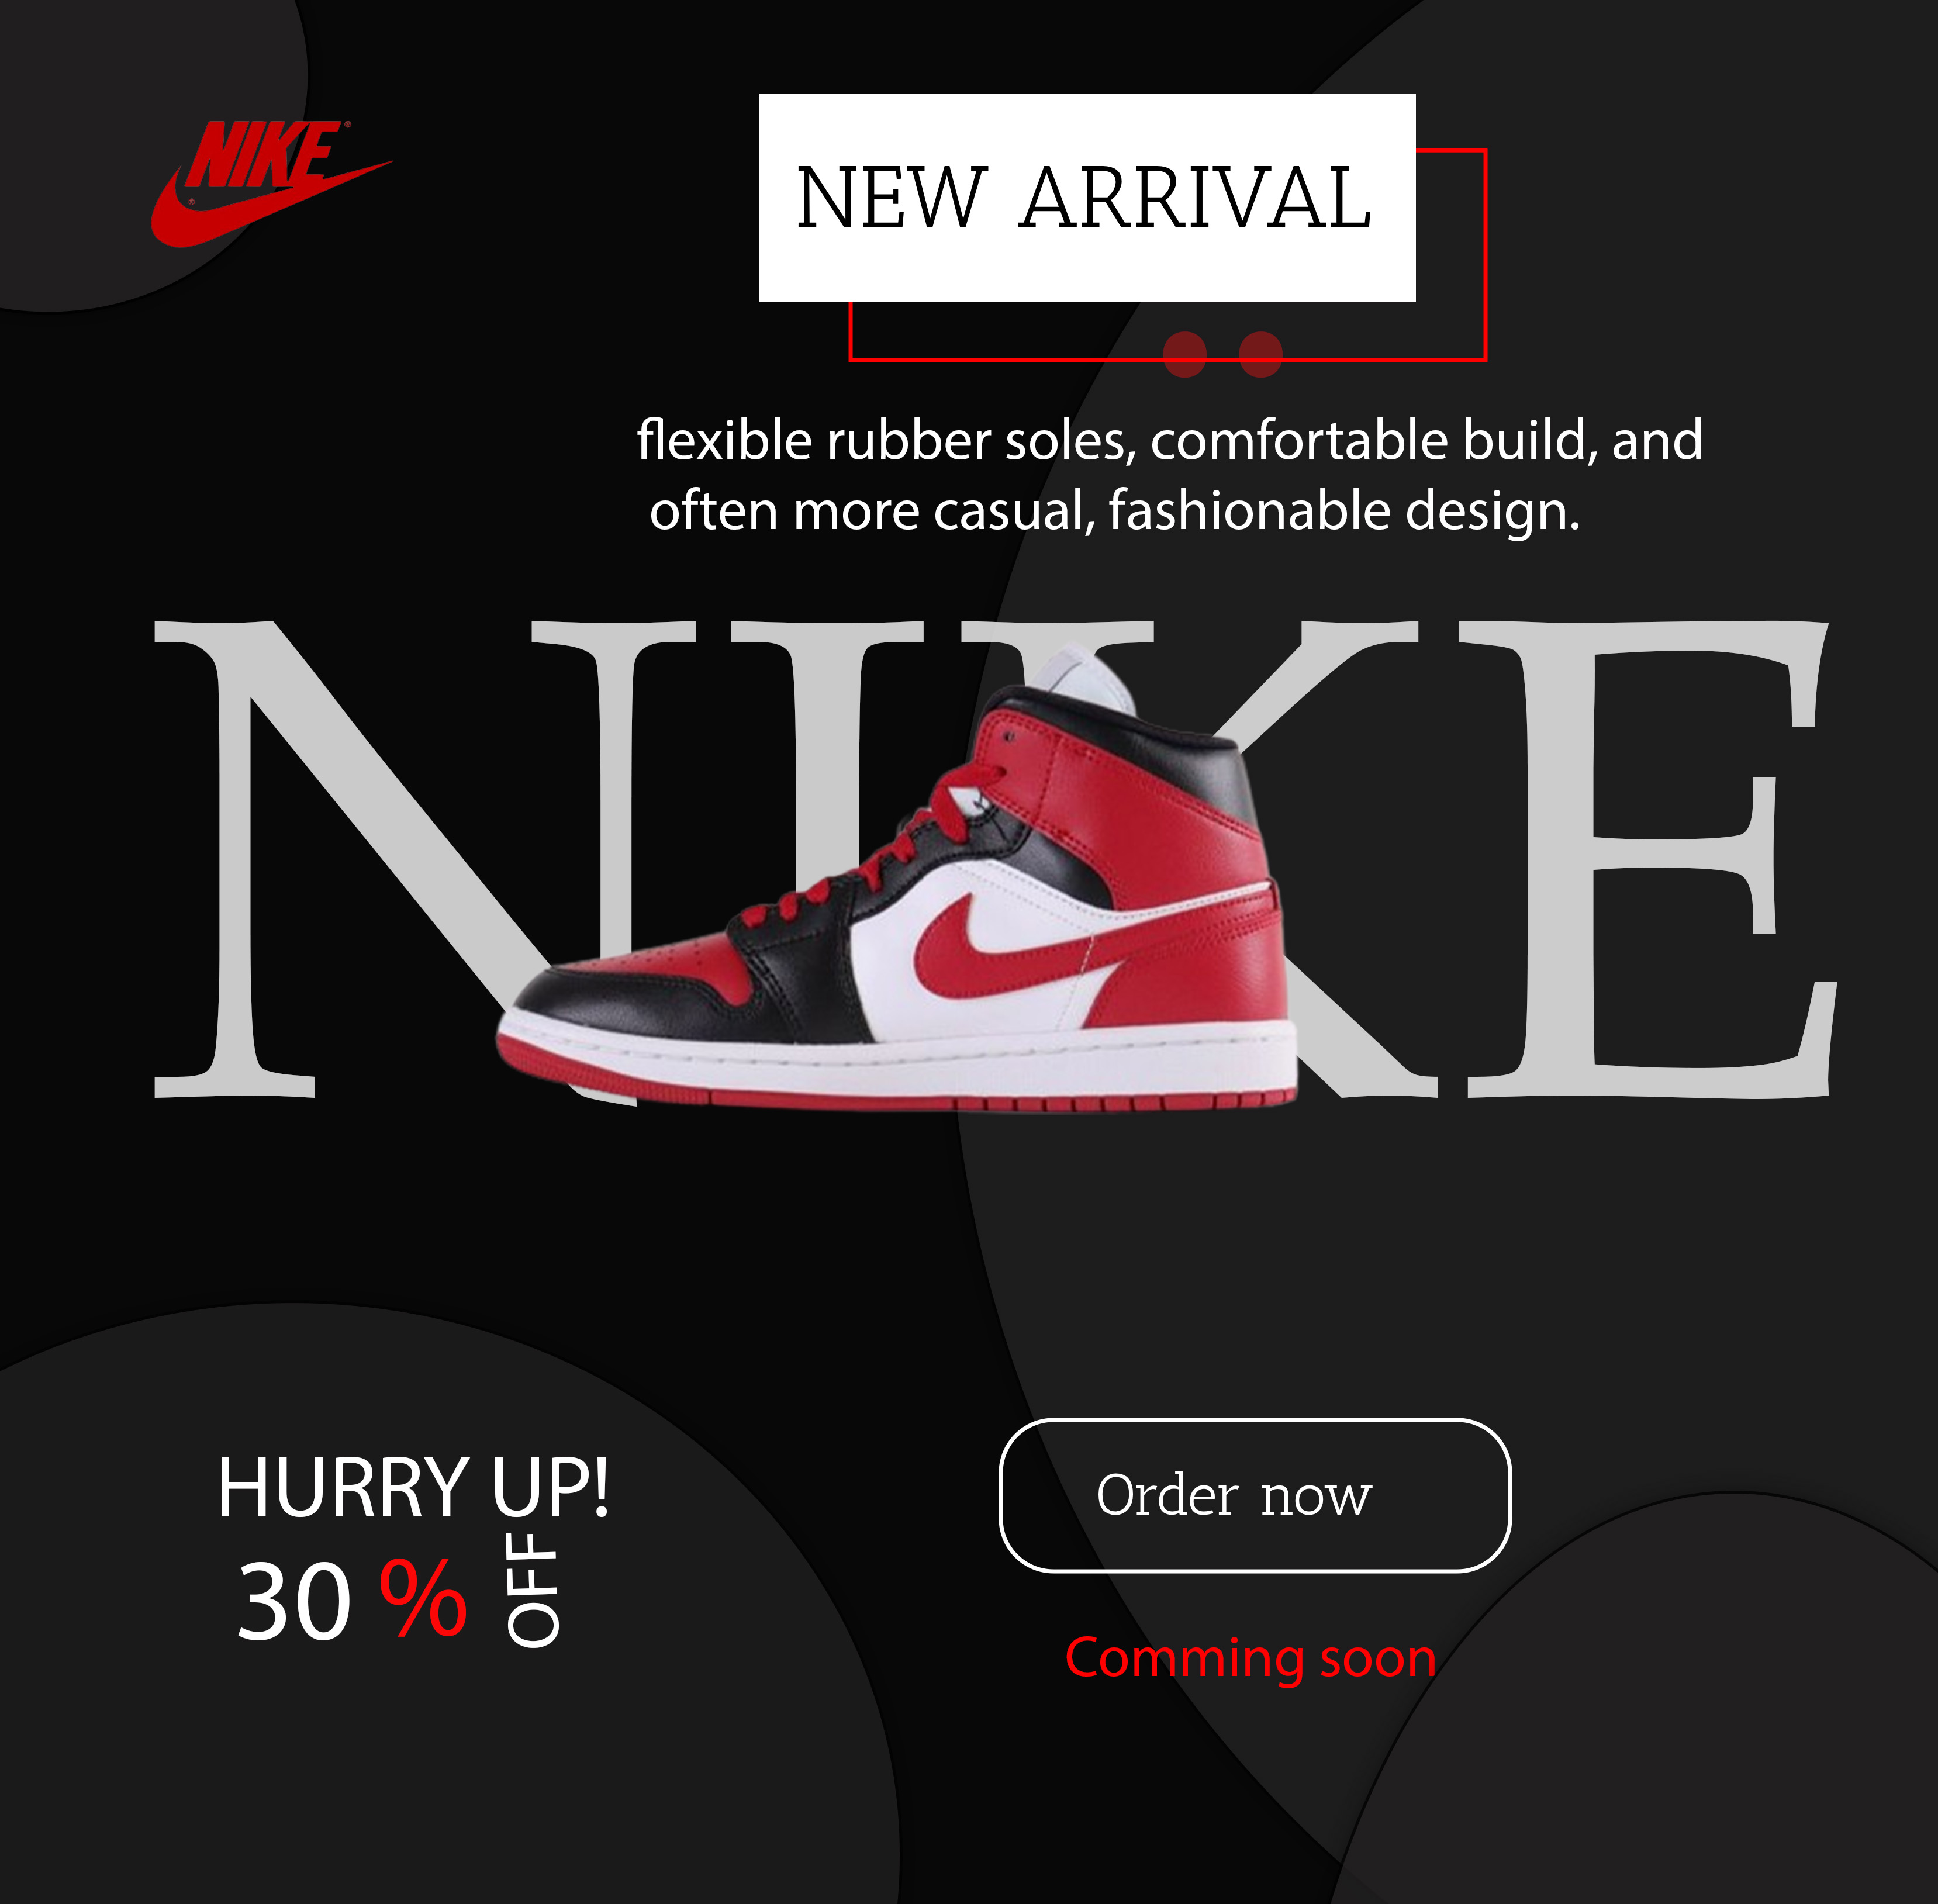 NIKE
NEW ARRIVAL
flexible rubber soles, comfortable build, and
often more casual, fashionable design.
NIKE
HURRY UP!
30 % OFF
Order now
Comming soon